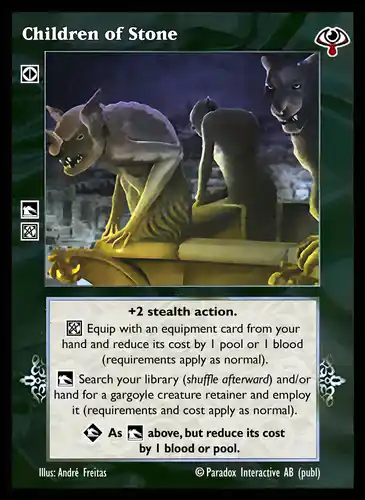 Children of Stone
+2 stealth action.
Equip with an equipment card from your
hand and reduce its cost by 1 pool or 1 blood
(requirements apply as normal).
Search your library (shuffle afterward) and/or
hand for a gargoyle creature retainer and employ
it (requirements and cost apply as normal).
As above, but reduce its cost
by 1 blood or pool.
Illus: André Freitas © Paradox Interactive AB (publ)